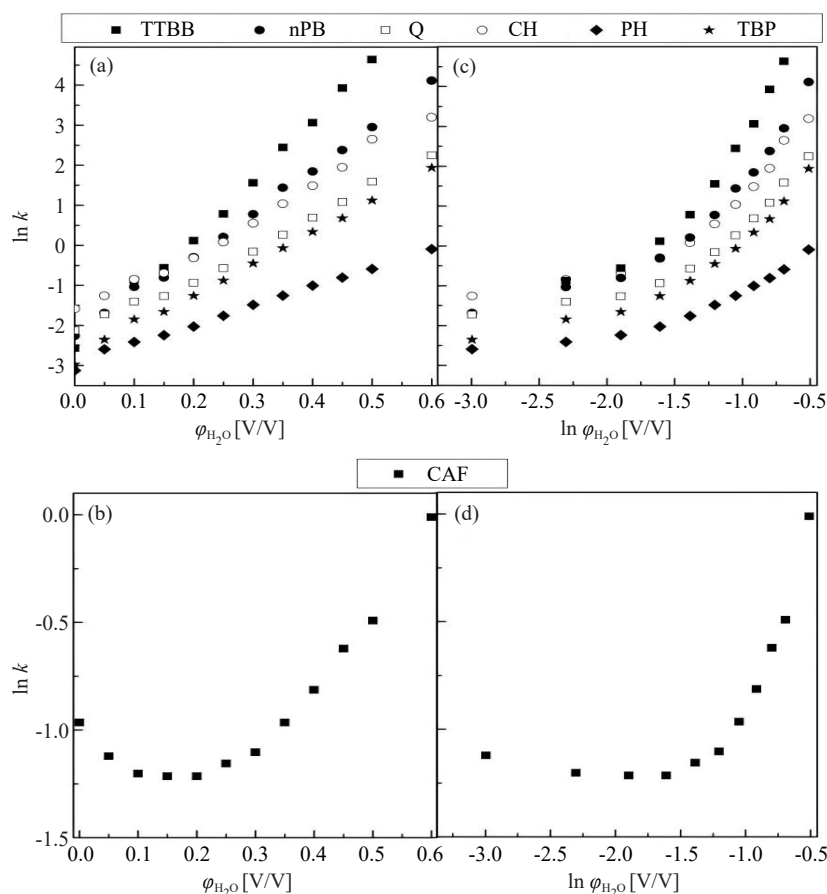 TTBB nPB Q CH PH TBP
(a) (c)
4
3
2
1
0
-1
-2
-3
ln k
0.0 0.1 0.2 0.3 0.4 0.5 0.6
φH₂O [V/V]
-3.0 -2.5 -2.0 -1.5 -1.0 -0.5
ln φH₂O [V/V]
CAF
(b) (d)
0.0
-0.5
-1.0
-1.5
ln k
0.0 0.1 0.2 0.3 0.4 0.5 0.6
φH₂O [V/V]
-3.0 -2.5 -2.0 -1.5 -1.0 -0.5
ln φH₂O [V/V]